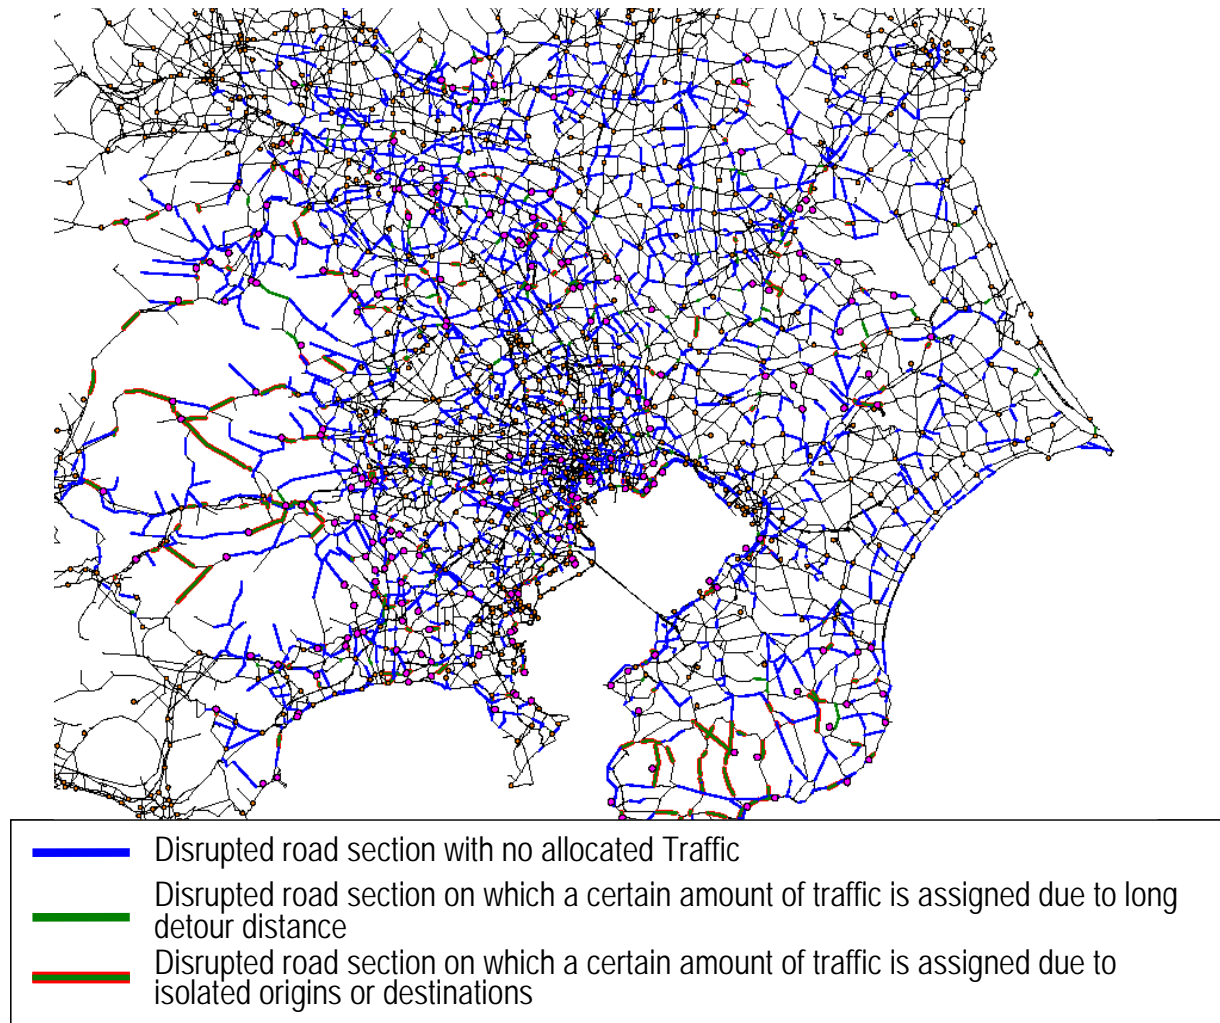 Disrupted road section with no allocated Traffic
Disrupted road section on which a certain amount of traffic is assigned due to long
detour distance
Disrupted road section on which a certain amount of traffic is assigned due to
isolated origins or destinations